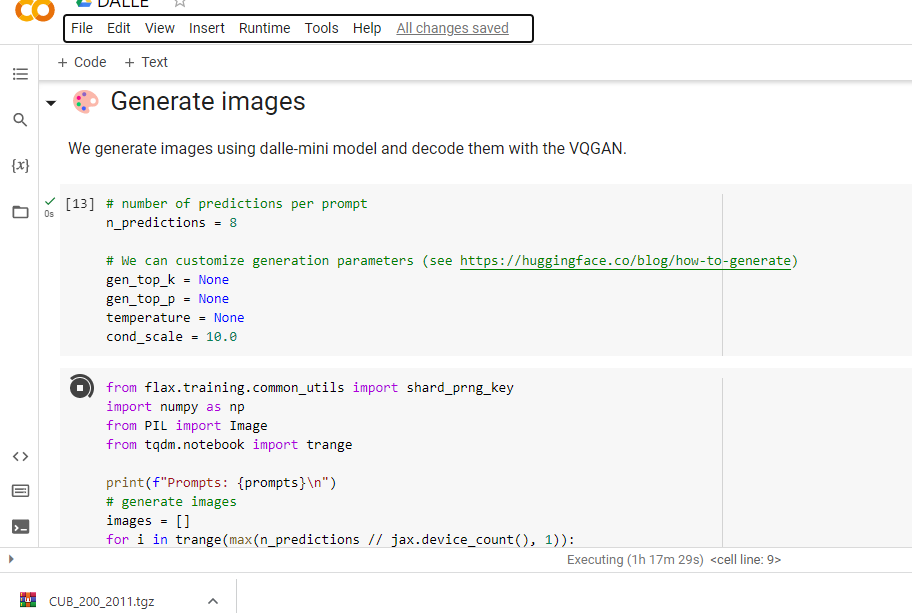 DALLE
File Edit View Insert Runtime Tools Help All changes saved
+ Code + Text
Generate images
We generate images using dalle-mini model and decode them with the VQGAN.
[13] # number of predictions per prompt
0s
n_predictions = 8
# We can customize generation parameters (see https://huggingface.co/blog/how-to-generate)
gen_top_k = None
gen_top_p = None
temperature = None
cond_scale = 10.0
from flax.training.common_utils import shard_prng_key
import numpy as np
from PIL import Image
from tqdm.notebook import trange
print(f"Prompts: {prompts}\n")
# generate images
images = []
for i in trange(max(n_predictions // jax.device_count(), 1)):
Executing (1h 17m 29s) <cell line: 9>
CUB_200_2011.tgz